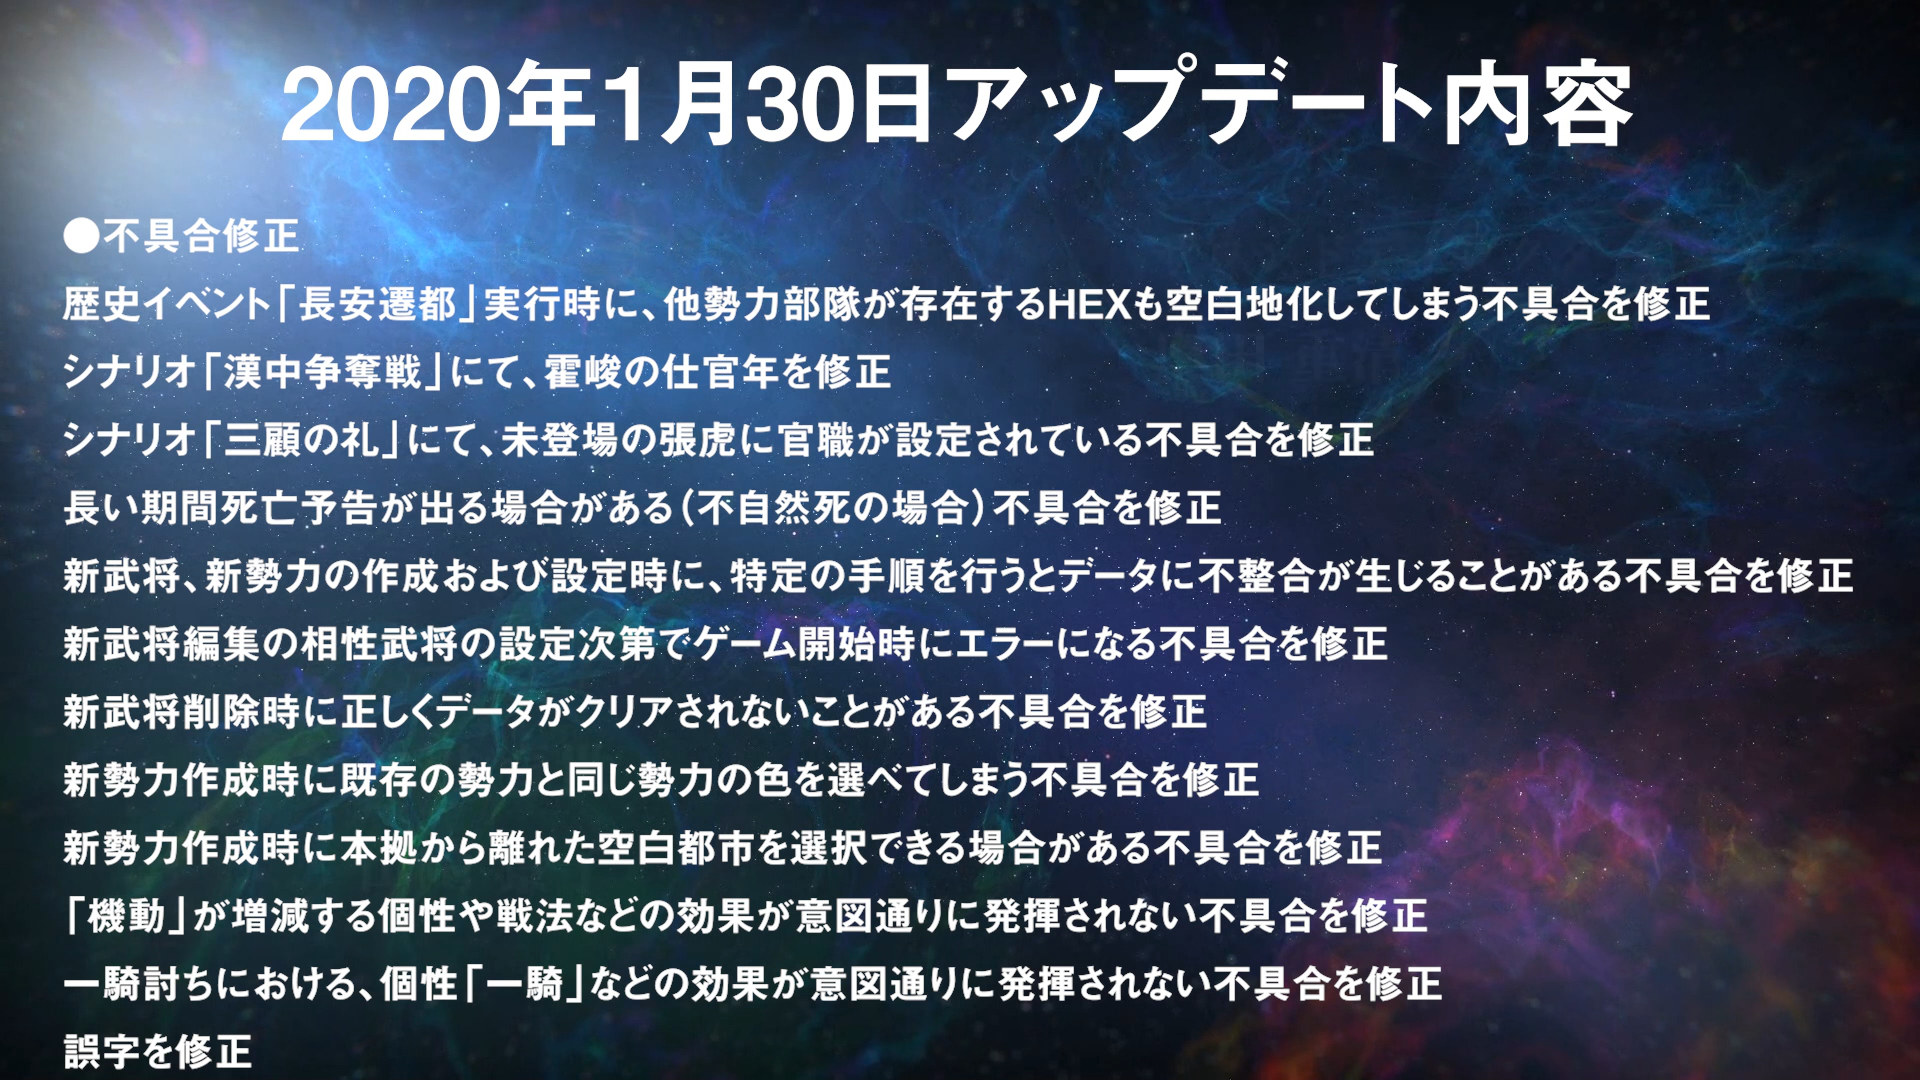 2020年1月30日アップデート内容
●不具合修正
歴史イベント「長安遷都」実行時に、他勢力部隊が存在するHEXも空白地化してしまう不具合を修正
シナリオ「漢中争奪戦」にて、霍峻の仕官年を修正
シナリオ「三顧の礼」にて、未登場の張虎に官職が設定されている不具合を修正
長い期間死亡予告が出る場合がある（不自然死の場合）不具合を修正
新武将、新勢力の作成および設定時に、特定の手順を行うとデータに不整合が生じることがある不具合を修正
新武将編集の相性武将の設定次第でゲーム開始時にエラーになる不具合を修正
新武将削除時に正しくデータがクリアされないことがある不具合を修正
新勢力作成時に既存の勢力と同じ勢力の色を選べてしまう不具合を修正
新勢力作成時に本拠から離れた空白都市を選択できる場合がある不具合を修正
「機動」が増減する個性や戦法などの効果が意図通りに発揮されない不具合を修正
一騎討ちにおける、個性「一騎」などの効果が意図通りに発揮されない不具合を修正
誤字を修正